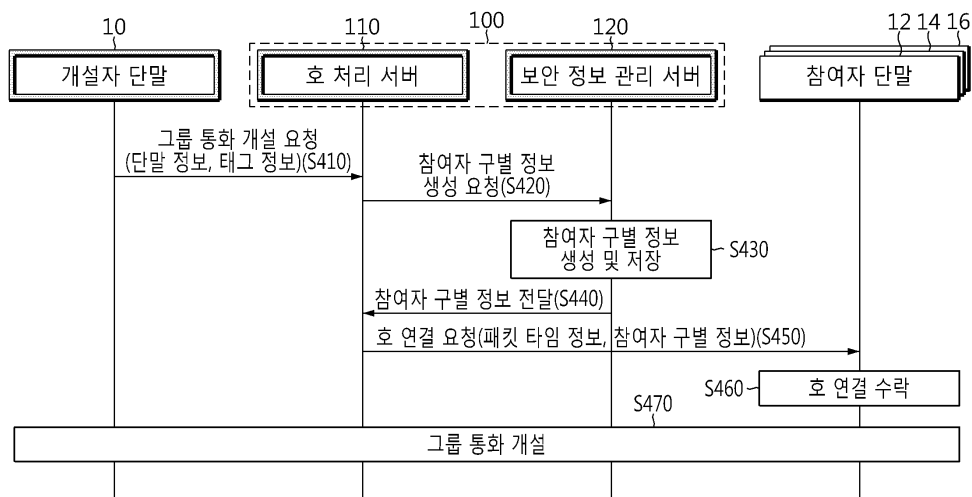 10
110
100
120
12
14
16
개설자 단말
호 처리 서버
보안 정보 관리 서버
참여자 단말
그룹 통화 개설 요청
(단말 정보, 태그 정보)(S410)
참여자 구별 정보
생성 요청(S420)
참여자 구별 정보
생성 및 저장
S430
참여자 구별 정보 전달(S440)
호 연결 요청(패킷 타임 정보, 참여자 구별 정보)(S450)
S460
호 연결 수락
S470
그룹 통화 개설